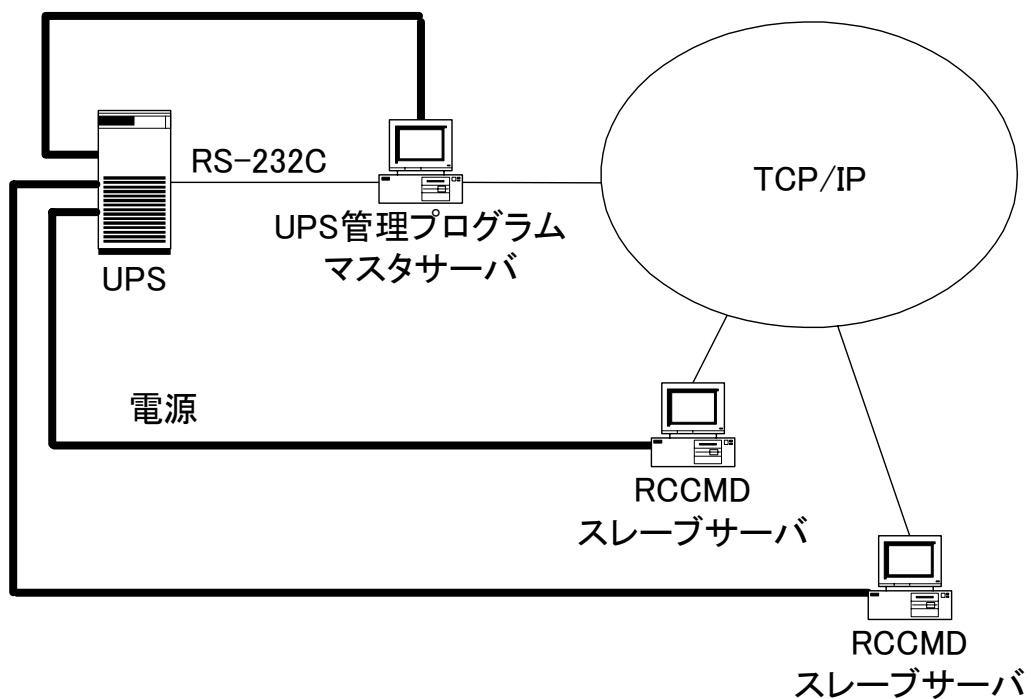 RS-232C
TCP/IP
UPS管理プログラム
マスタサーバ
UPS
電源
RCCMD
スレーブサーバ
RCCMD
スレーブサーバ